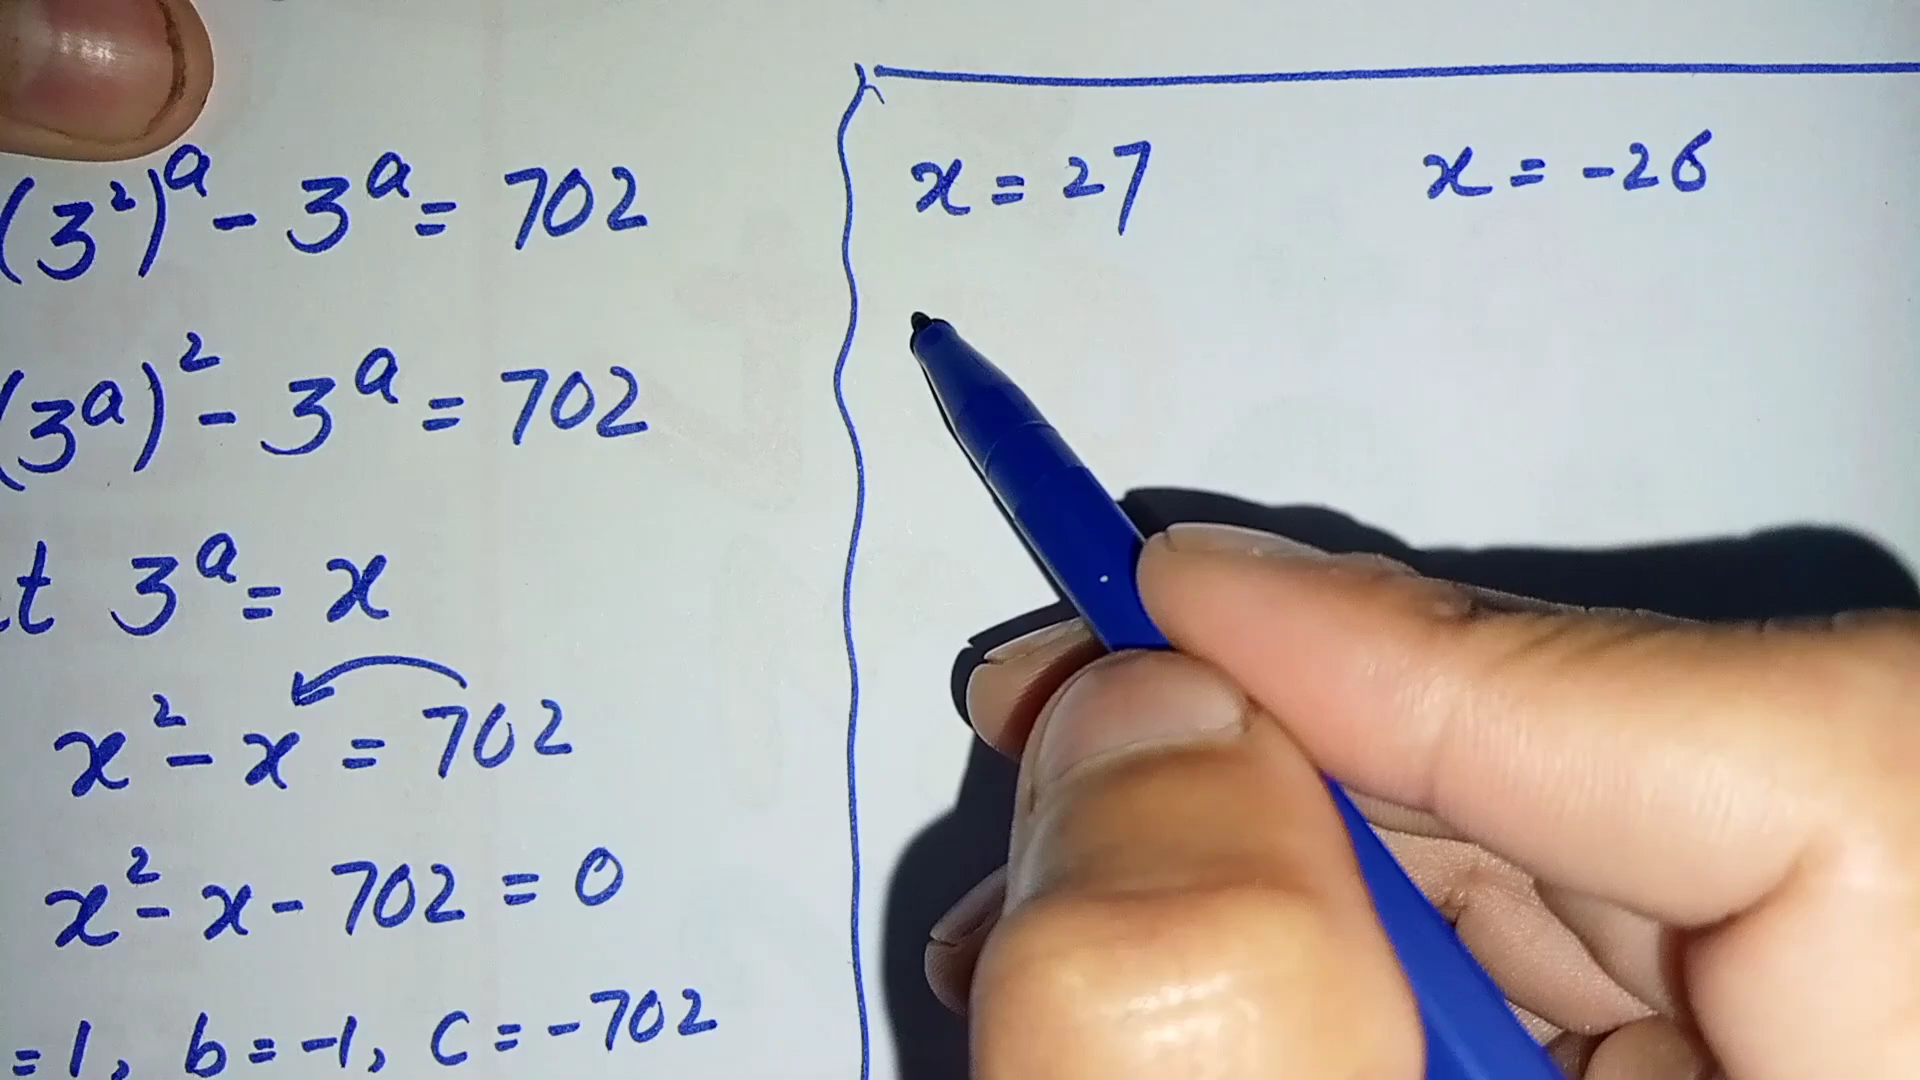 (3²)ᵃ - 3ᵃ = 702
(3ᵃ)² - 3ᵃ = 702
t 3ᵃ = x
x² - x = 702
x² - x - 702 = 0
= 1, b = -1, c = -702
x = 27
x = -26